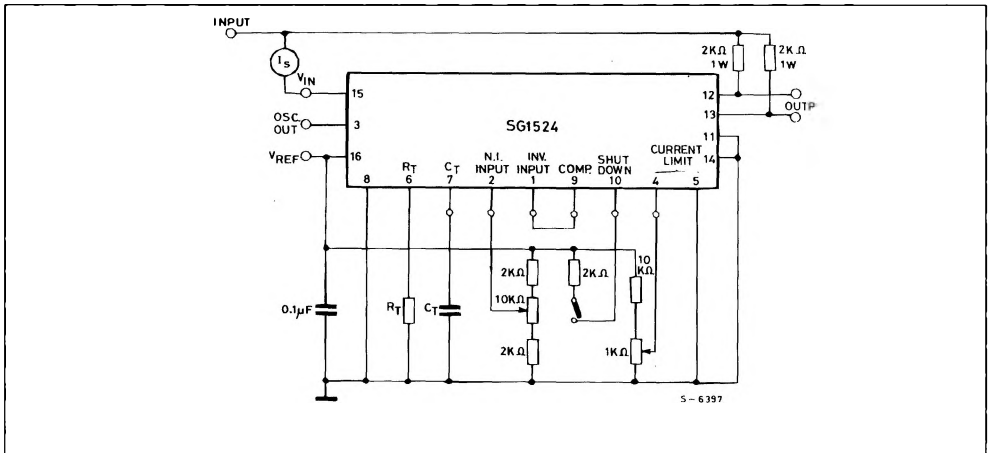 INPUT
2KΩ
1W
2KΩ
1W
IS
VIN
15
12
OUTP
OSC.
OUT
3
13
SG1524
11
VREF
16
14
RT
CT
N.I.
INPUT
INV.
INPUT
COMP.
SHUT
DOWN
CURRENT
LIMIT
8
6
7
2
1
9
10
4
5
2KΩ
2KΩ
10
KΩ
10KΩ
0.1µF
RT
CT
2KΩ
1KΩ
S-6397